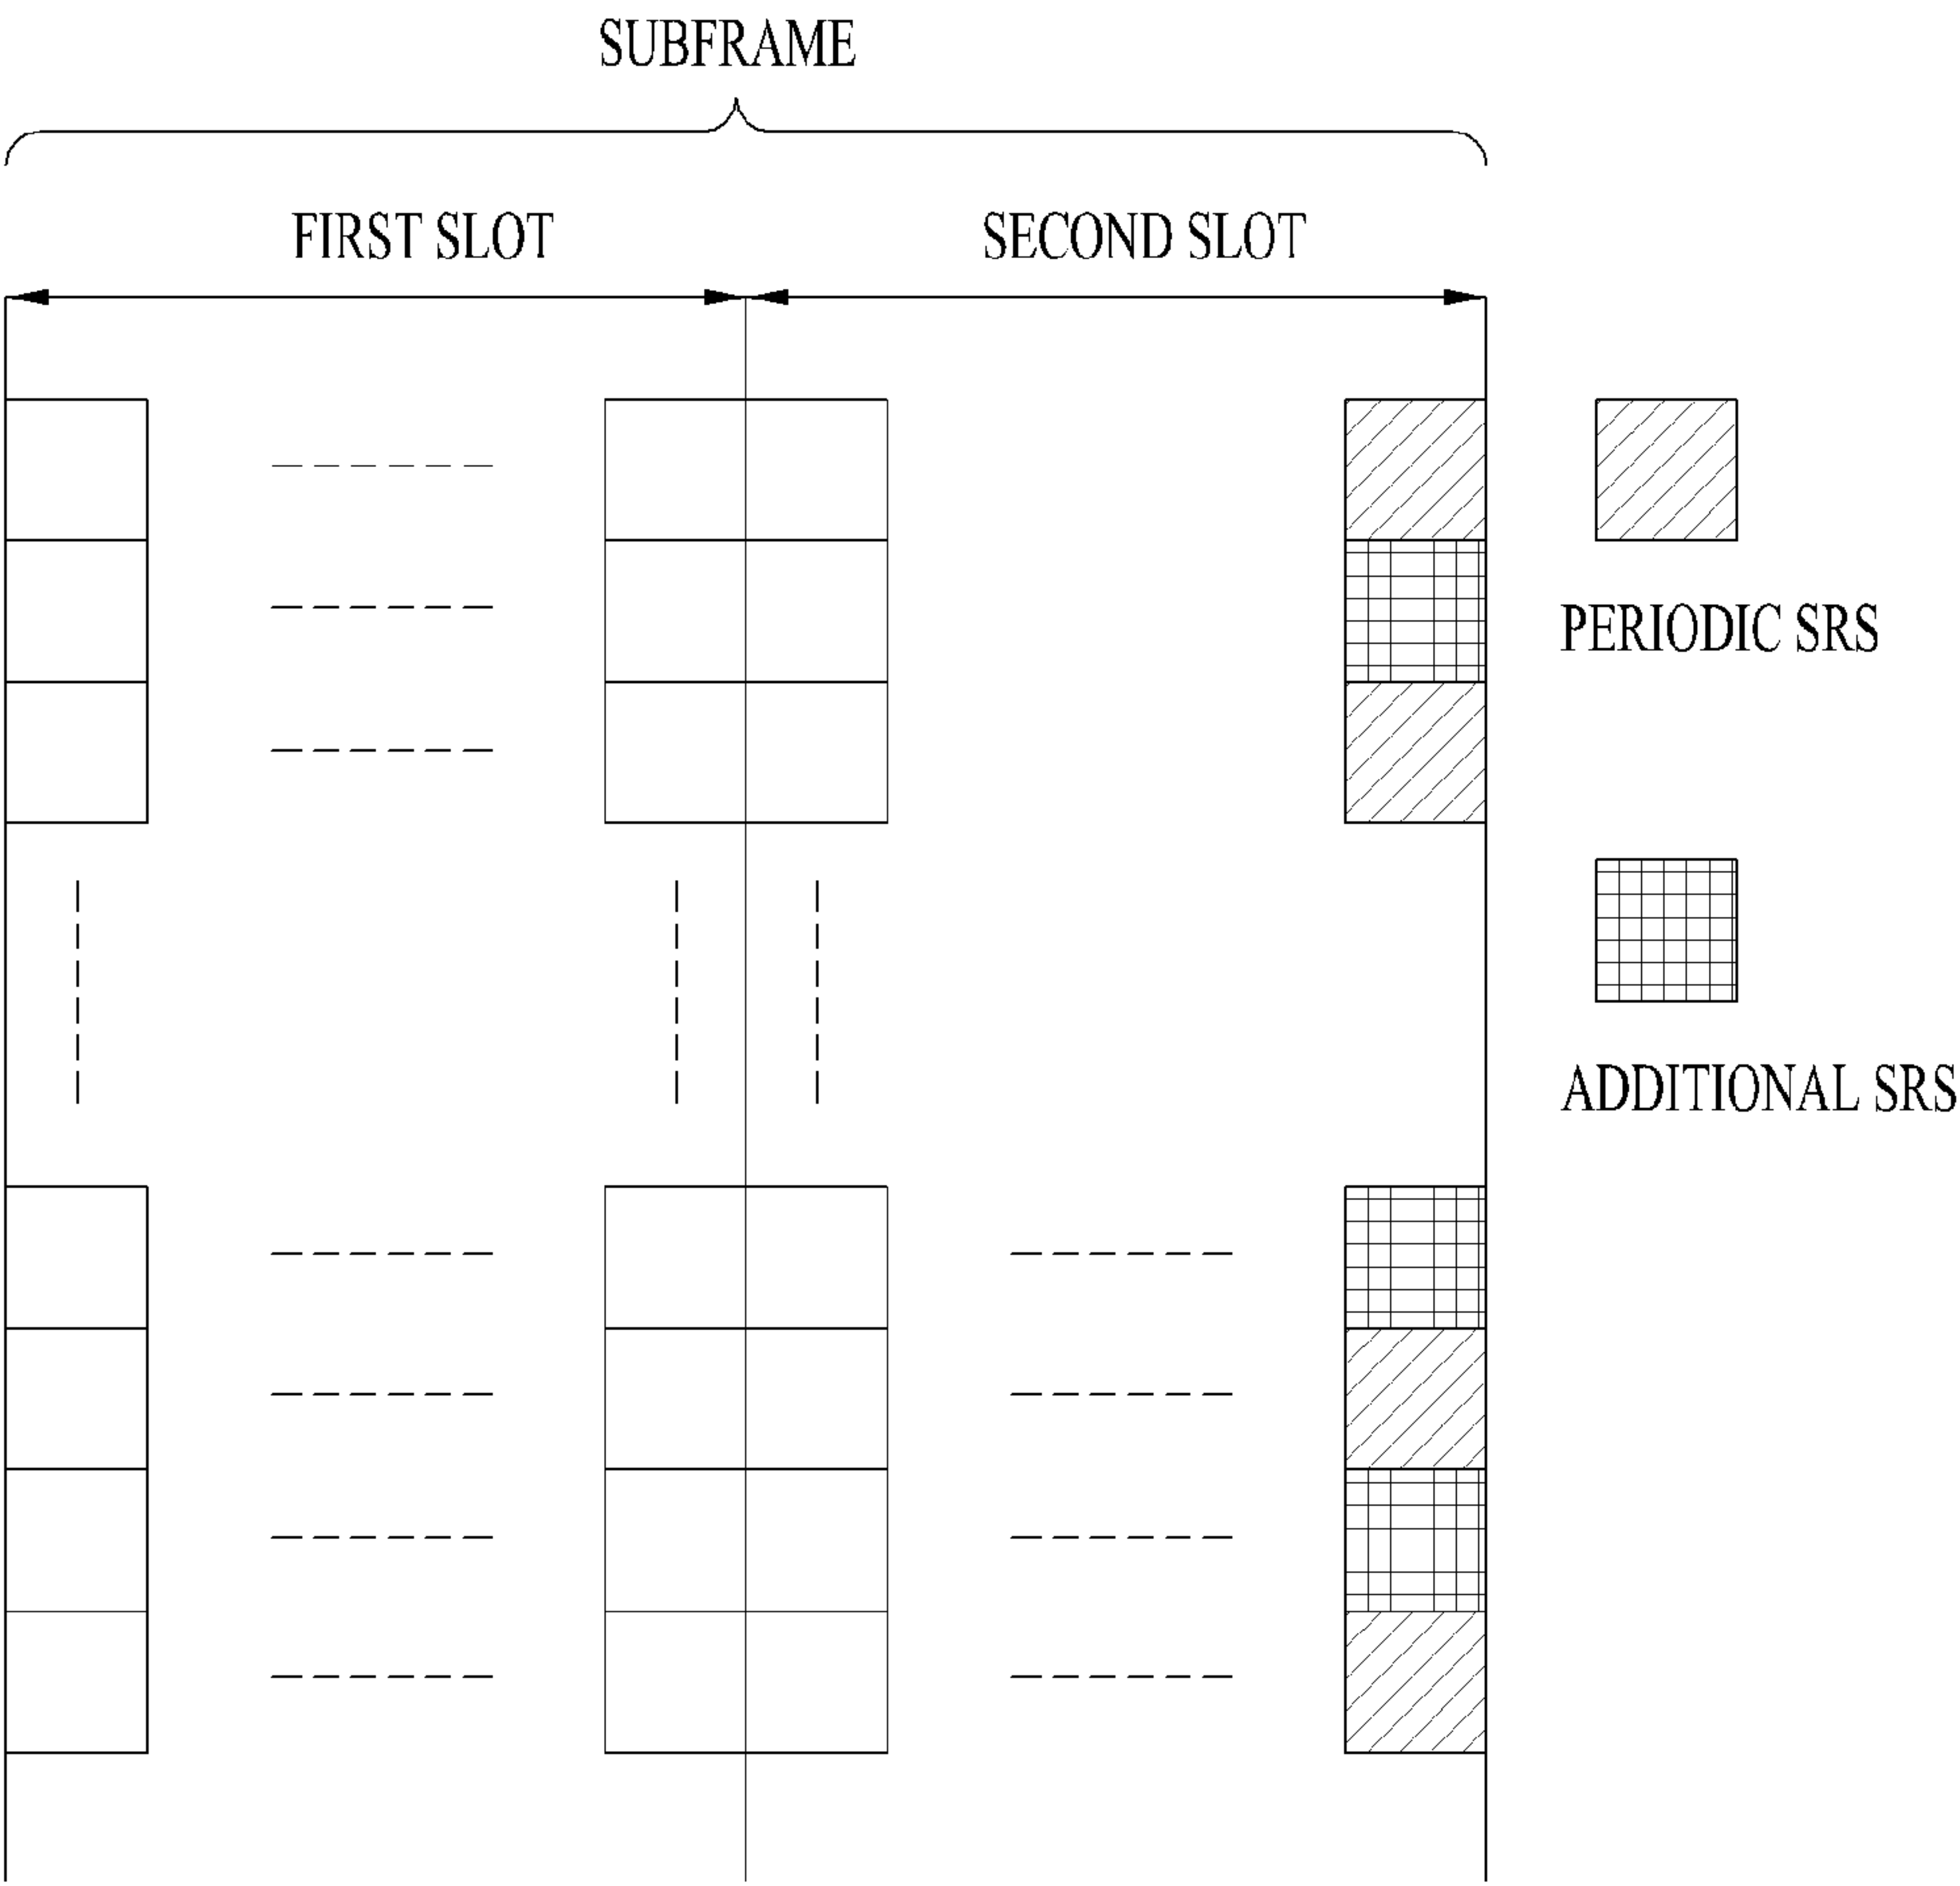 SUBFRAME
FIRST SLOT
SECOND SLOT
PERIODIC SRS
ADDITIONAL SRS